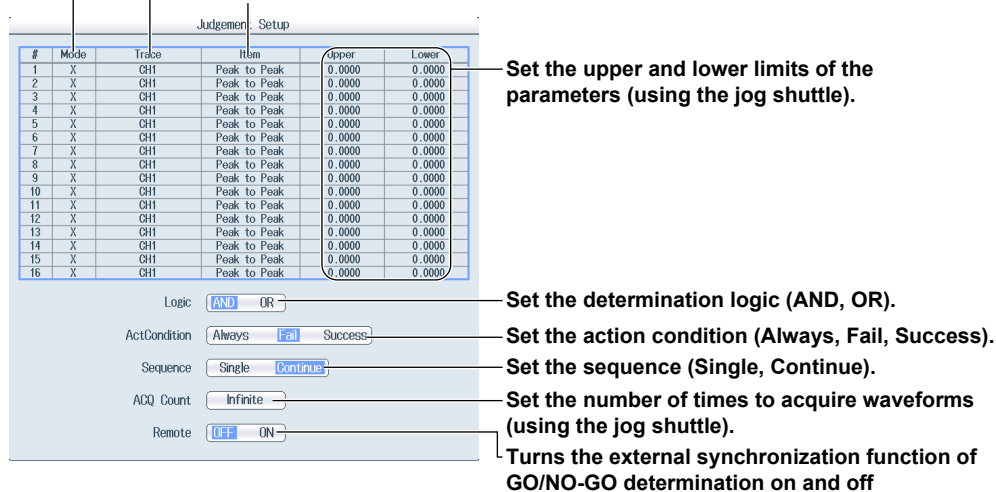 Judgement Setup
# Mode Trace Item Upper Lower
1 X CH1 Peak to Peak 0.0000 0.0000
2 X CH1 Peak to Peak 0.0000 0.0000
3 X CH1 Peak to Peak 0.0000 0.0000
4 X CH1 Peak to Peak 0.0000 0.0000
5 X CH1 Peak to Peak 0.0000 0.0000
6 X CH1 Peak to Peak 0.0000 0.0000
7 X CH1 Peak to Peak 0.0000 0.0000
8 X CH1 Peak to Peak 0.0000 0.0000
9 X CH1 Peak to Peak 0.0000 0.0000
10 X CH1 Peak to Peak 0.0000 0.0000
11 X CH1 Peak to Peak 0.0000 0.0000
12 X CH1 Peak to Peak 0.0000 0.0000
13 X CH1 Peak to Peak 0.0000 0.0000
14 X CH1 Peak to Peak 0.0000 0.0000
15 X CH1 Peak to Peak 0.0000 0.0000
16 X CH1 Peak to Peak 0.0000 0.0000
Set the upper and lower limits of the
parameters (using the jog shuttle).
Logic AND OR
Set the determination logic (AND, OR).
ActCondition Always Fail Success
Set the action condition (Always, Fail, Success).
Sequence Single Continue
Set the sequence (Single, Continue).
ACQ Count Infinite
Set the number of times to acquire waveforms
(using the jog shuttle).
Remote OFF ON
Turns the external synchronization function of
GO/NO-GO determination on and off